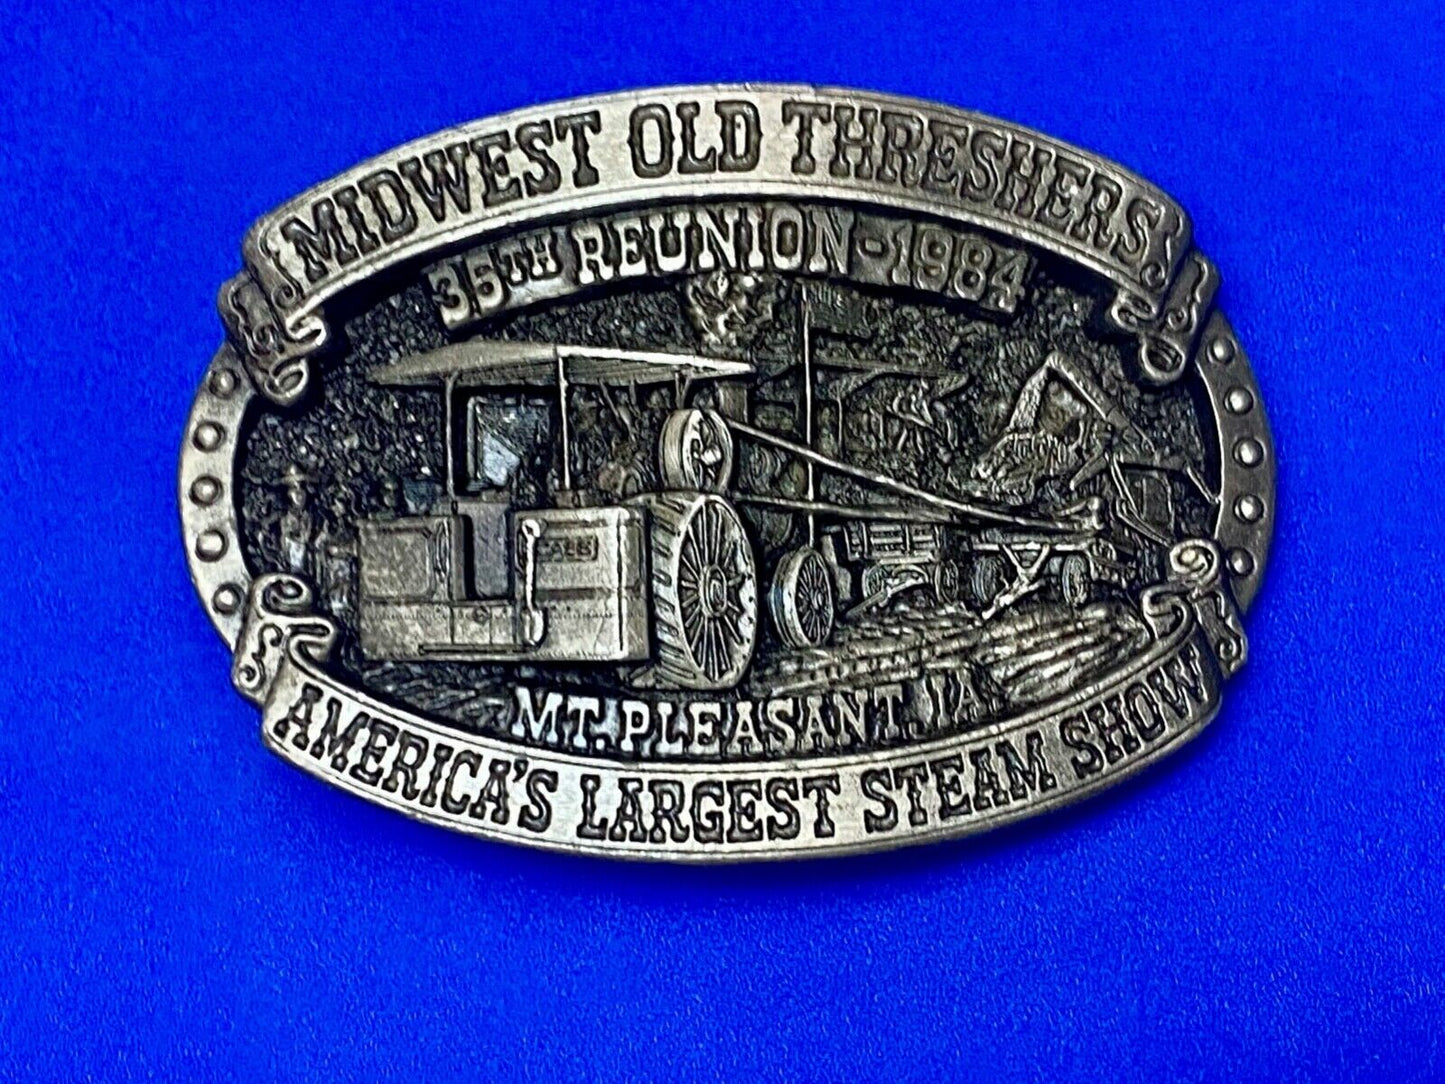 MIDWEST OLD THRESHERS
35TH REUNION - 1984
MT. PLEASANT, IA
AMERICA'S LARGEST STEAM SHOW